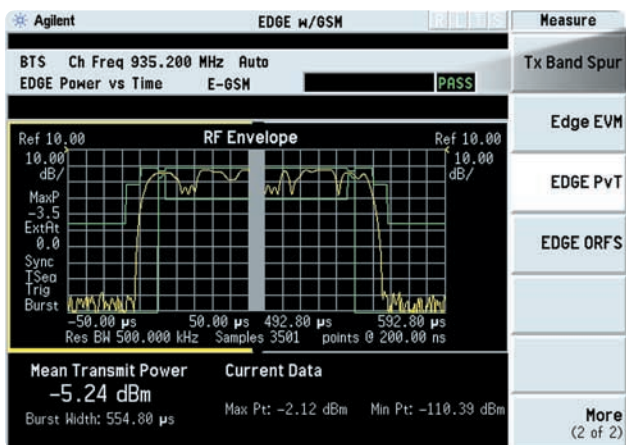 Agilent
EDGE w/GSM
R L T S
Measure
BTS Ch Freq 935.200 MHz Auto
EDGE Power vs Time E-GSM
PASS
Tx Band Spur
Edge EVM
EDGE PvT
EDGE ORFS
More
(2 of 2)
Ref 10.00
RF Envelope
Ref 10.00
10.00
dB/
10.00
dB/
MaxP
-3.5
ExtAt
0.0
Sync
TSeq
Trig
Burst
-50.00 µs
50.00 µs
492.80 µs
592.80 µs
Res BW 500.000 kHz Samples 3501 points @ 200.00 ns
Mean Transmit Power
Current Data
-5.24 dBm
Burst Width: 554.80 µs
Max Pt: -2.12 dBm Min Pt: -110.39 dBm